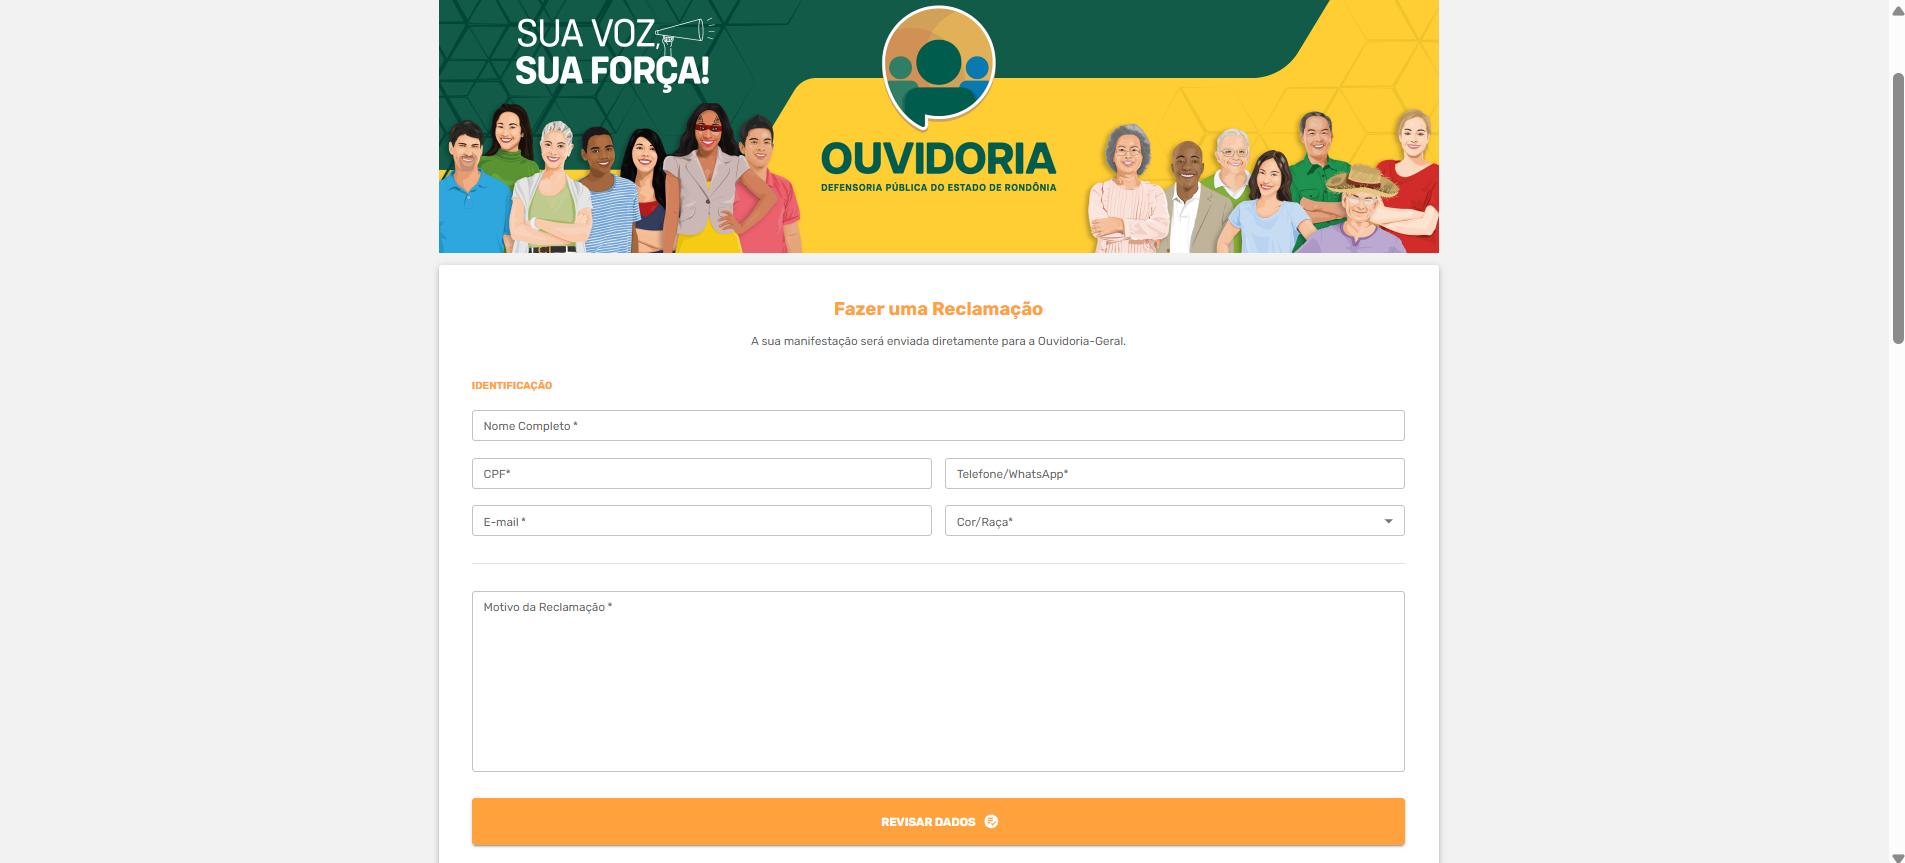 SUA VOZ,
SUA FORÇA!
OUVIDORIA
DEFENSORIA PÚBLICA DO ESTADO DE RONDÔNIA
Fazer uma Reclamação
A sua manifestação será enviada diretamente para a Ouvidoria-Geral.
IDENTIFICAÇÃO
Nome Completo *
CPF*
Telefone/WhatsApp*
E-mail *
Cor/Raça*
Motivo da Reclamação *
REVISAR DADOS